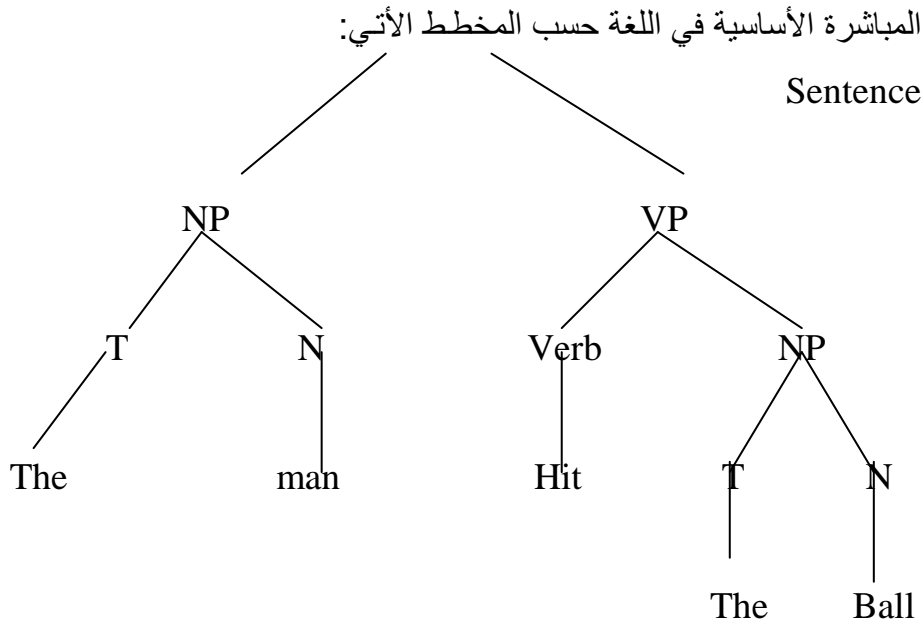 المباشرة الأساسية في اللغة حسب المخطط الأتي:
Sentence
NP VP
T N Verb NP
The man Hit T N
The Ball